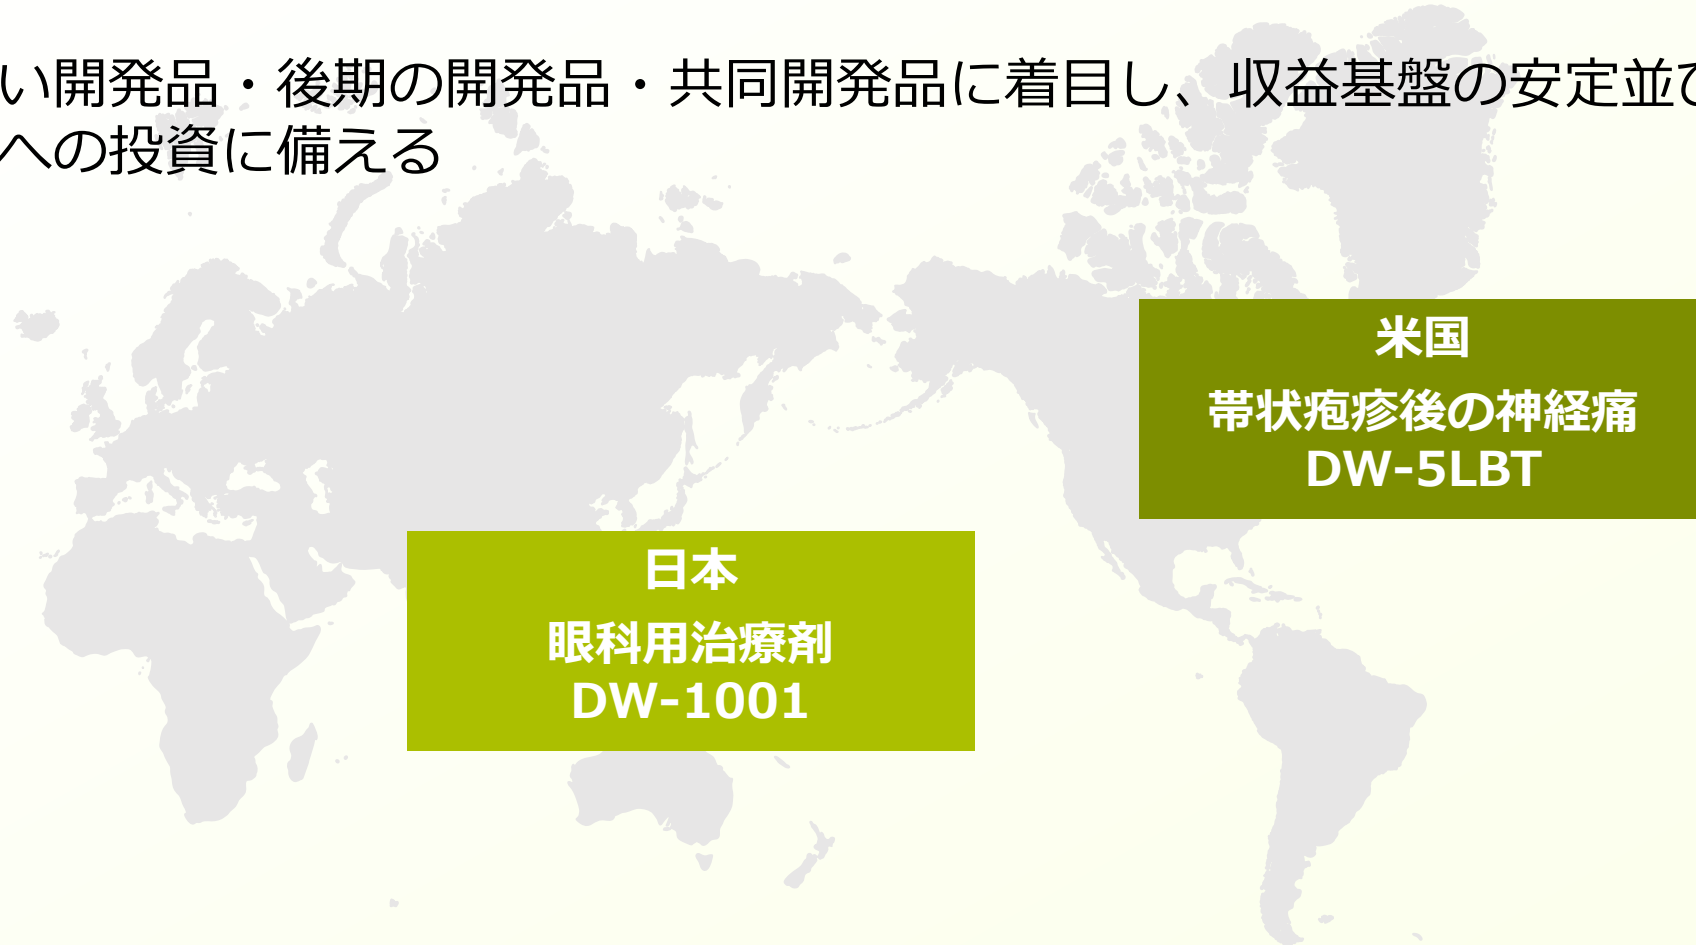 い開発品・後期の開発品・共同開発品に着目し、収益基盤の安定並び
への投資に備える
米国
帯状疱疹後の神経痛
DW-5LBT
日本
眼科用治療剤
DW-1001